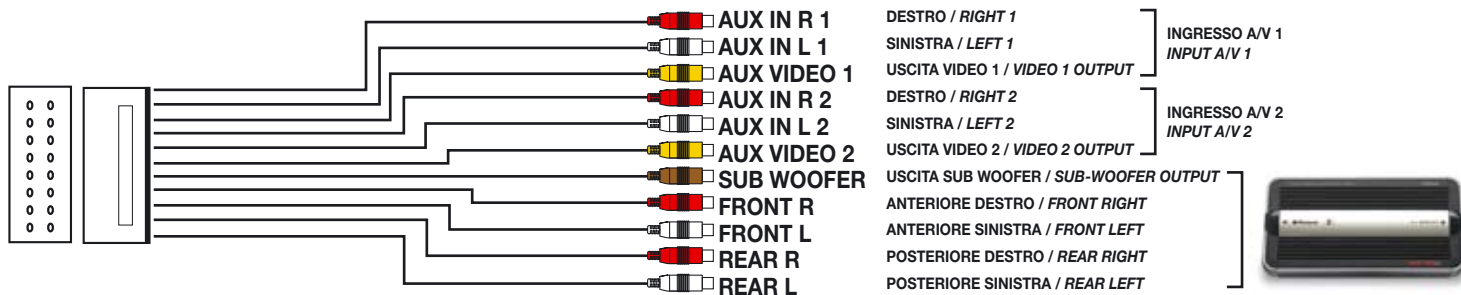 AUX IN R 1 DESTRO / RIGHT 1
AUX IN L 1 SINISTRA / LEFT 1
AUX VIDEO 1 USCITA VIDEO 1 / VIDEO 1 OUTPUT
INGRESSO A/V 1
INPUT A/V 1
AUX IN R 2 DESTRO / RIGHT 2
AUX IN L 2 SINISTRA / LEFT 2
AUX VIDEO 2 USCITA VIDEO 2 / VIDEO 2 OUTPUT
INGRESSO A/V 2
INPUT A/V 2
SUB WOOFER USCITA SUB WOOFER / SUB-WOOFER OUTPUT
FRONT R ANTERIORE DESTRO / FRONT RIGHT
FRONT L ANTERIORE SINISTRA / FRONT LEFT
REAR R POSTERIORE DESTRO / REAR RIGHT
REAR L POSTERIORE SINISTRA / REAR LEFT